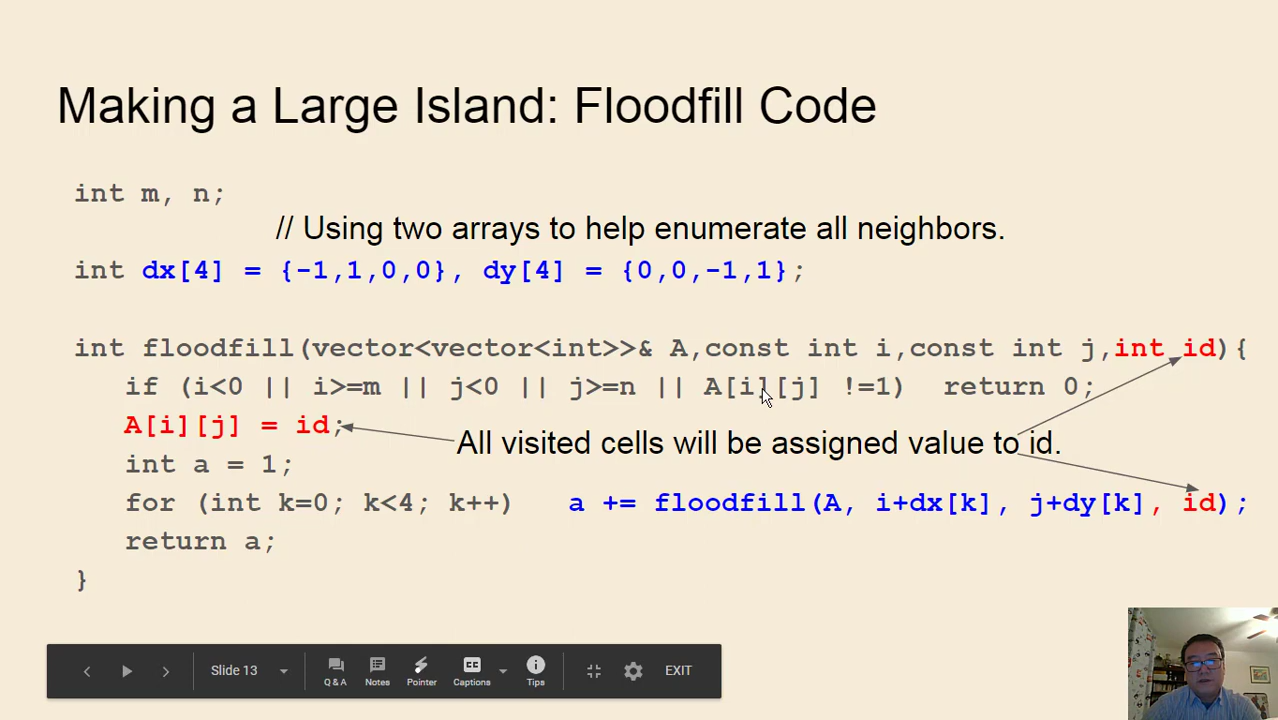 Making a Large Island: Floodfill Code
int m, n;
// Using two arrays to help enumerate all neighbors.
int dx[4] = {-1,1,0,0}, dy[4] = {0,0,-1,1};
int floodfill(vector<vector<int>>& A,const int i,const int j,int id){
if (i<0 || i>=m || j<0 || j>=n || A[i][j] !=1) return 0;
A[i][j] = id;
All visited cells will be assigned value to id.
int a = 1;
for (int k=0; k<4; k++) a += floodfill(A, i+dx[k], j+dy[k], id);
return a;
}
Slide 13
Q & A
Notes
Pointer
CC
Captions
Tips
EXIT